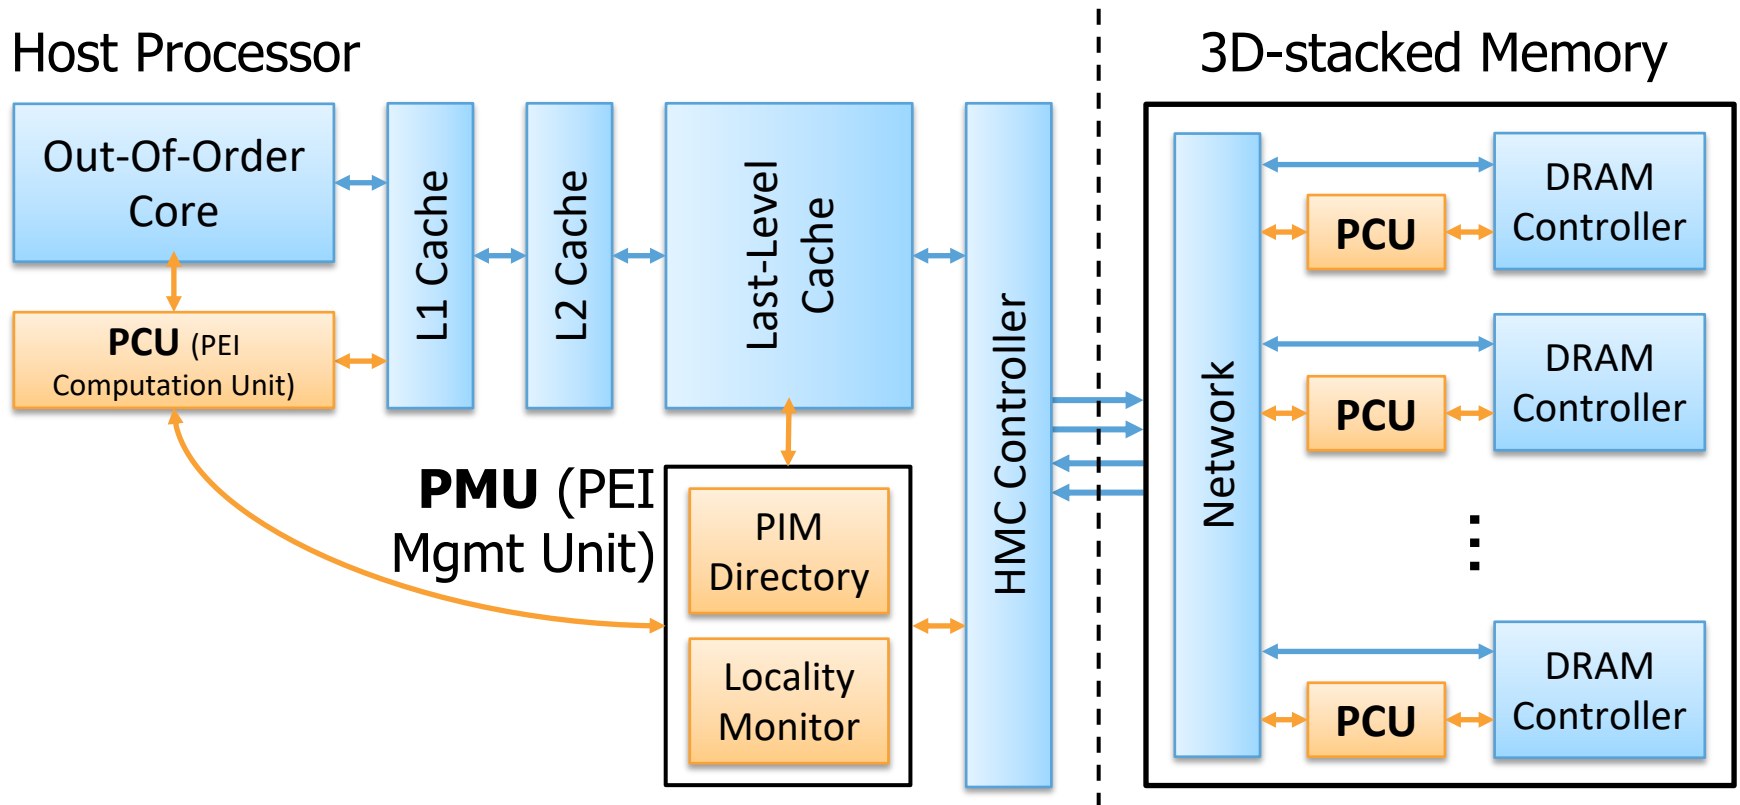 Host Processor
3D-stacked Memory
Out-Of-Order
Core
PCU (PEI
Computation Unit)
L1 Cache
L2 Cache
Last-Level
Cache
PMU (PEI
Mgmt Unit)
PIM
Directory
Locality
Monitor
HMC Controller
Network
DRAM
Controller
PCU
DRAM
Controller
PCU
...
DRAM
Controller
PCU